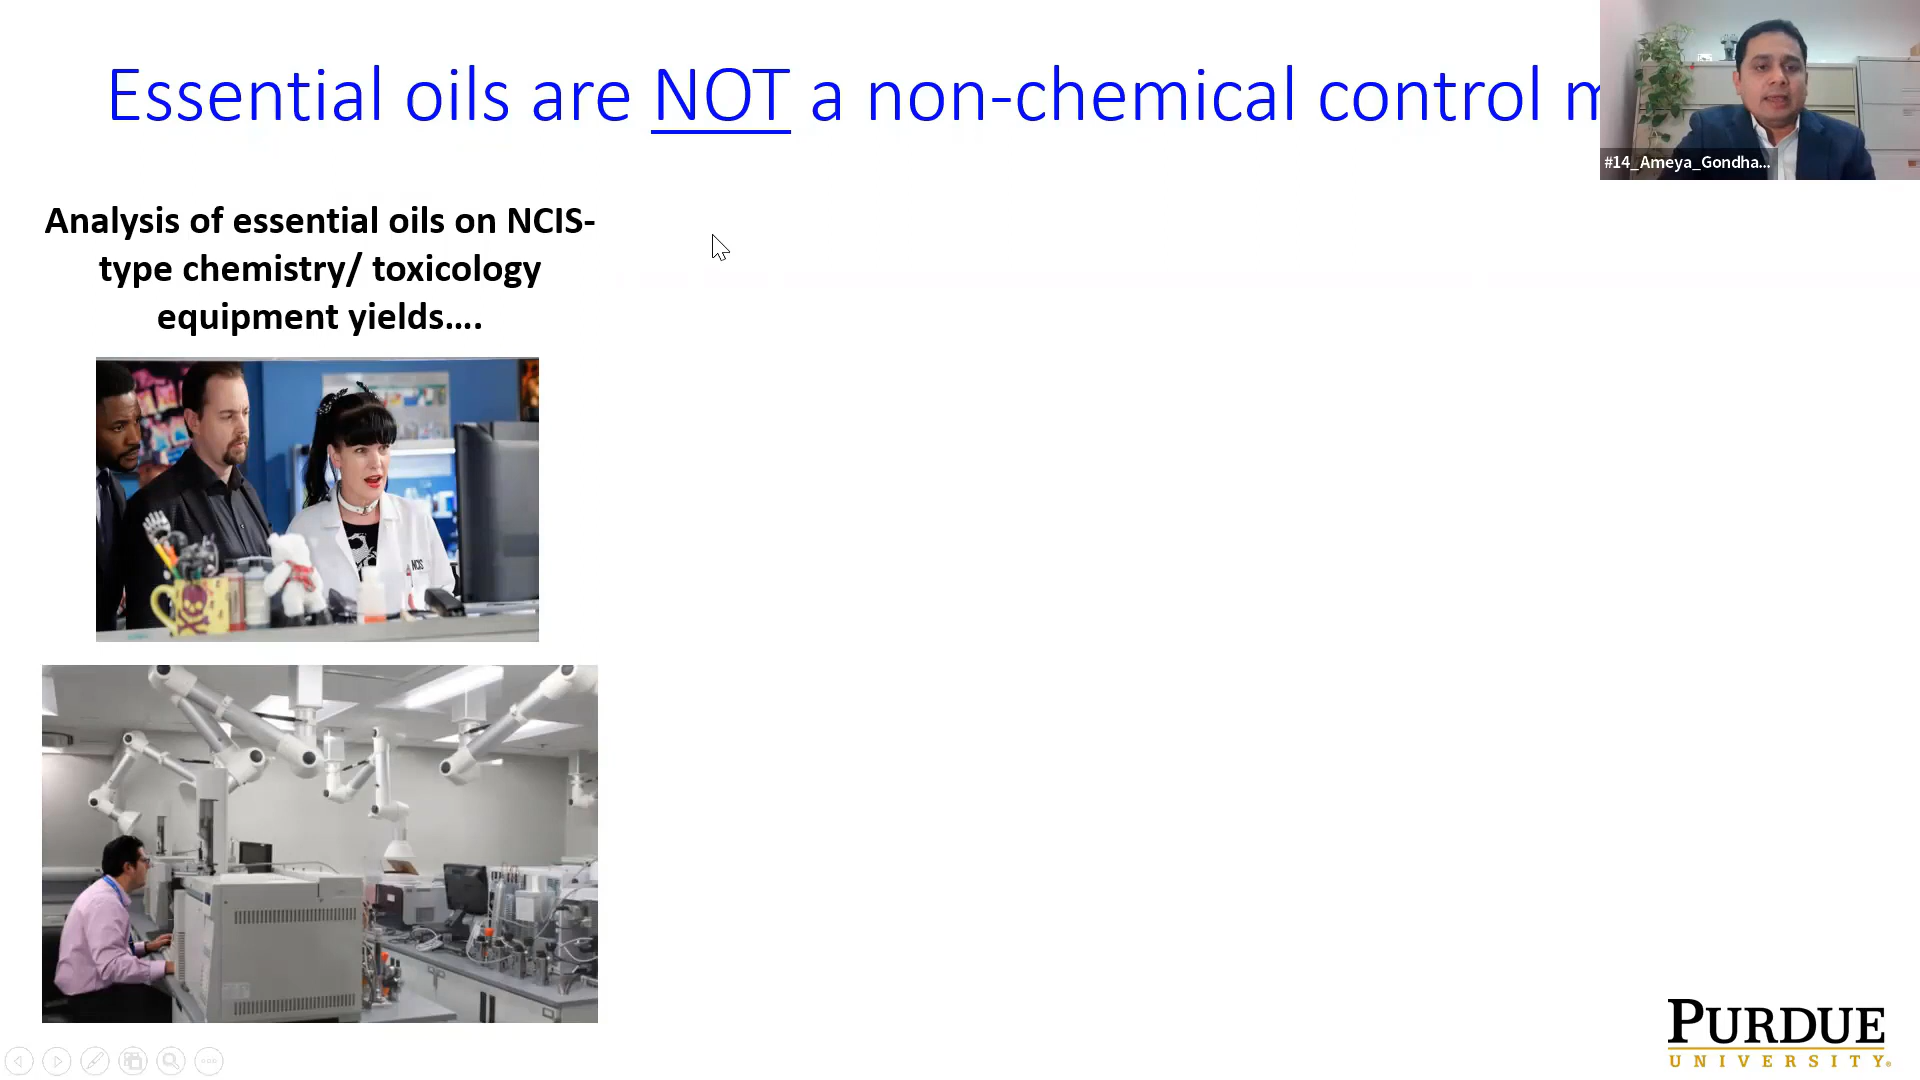 Essential oils are NOT a non-chemical control
#14_Ameya_Gondha...
Analysis of essential oils on NCIS-
type chemistry/ toxicology
equipment yields....
NCIS
PURDUE
UNIVERSITY